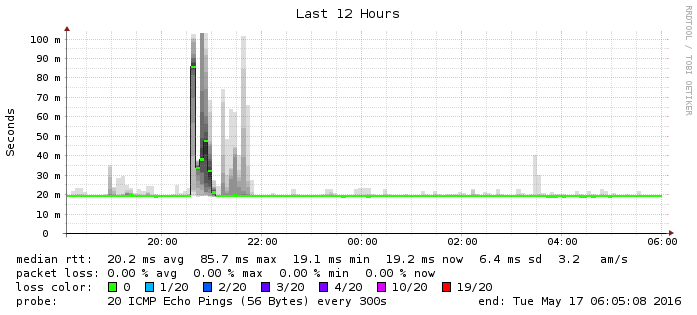 Last 12 Hours
RRDTOOL / TOBI OETIKER
Seconds
100 m
90 m
80 m
70 m
60 m
50 m
40 m
30 m
20 m
10 m
0
20:00 22:00 00:00 02:00 04:00 06:00
median rtt: 20.2 ms avg 85.7 ms max 19.1 ms min 19.2 ms now 6.4 ms sd 3.2 am/s
packet loss: 0.00 % avg 0.00 % max 0.00 % min 0.00 % now
loss color: 0 1/20 2/20 3/20 4/20 10/20 19/20
probe: 20 ICMP Echo Pings (56 Bytes) every 300s end: Tue May 17 06:05:08 2016